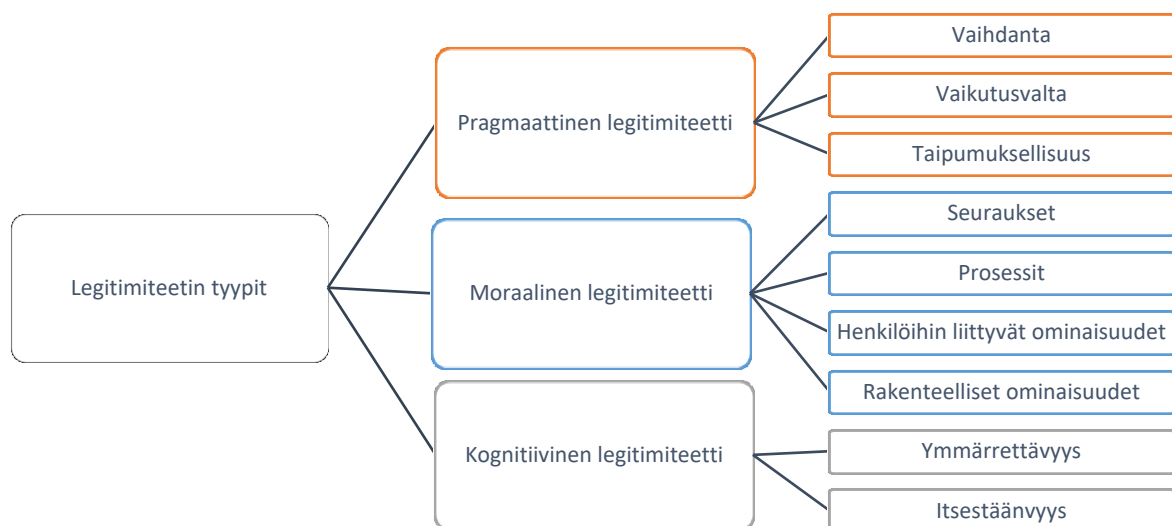 Legitimiteetin tyypit
Pragmaattinen legitimiteetti
Vaihdanta
Vaikutusvalta
Taipumuksellisuus
Moraalinen legitimiteetti
Seuraukset
Prosessit
Henkilöihin liittyvät ominaisuudet
Rakenteelliset ominaisuudet
Kognitiivinen legitimiteetti
Ymmärrettävyys
Itsestäänvyys